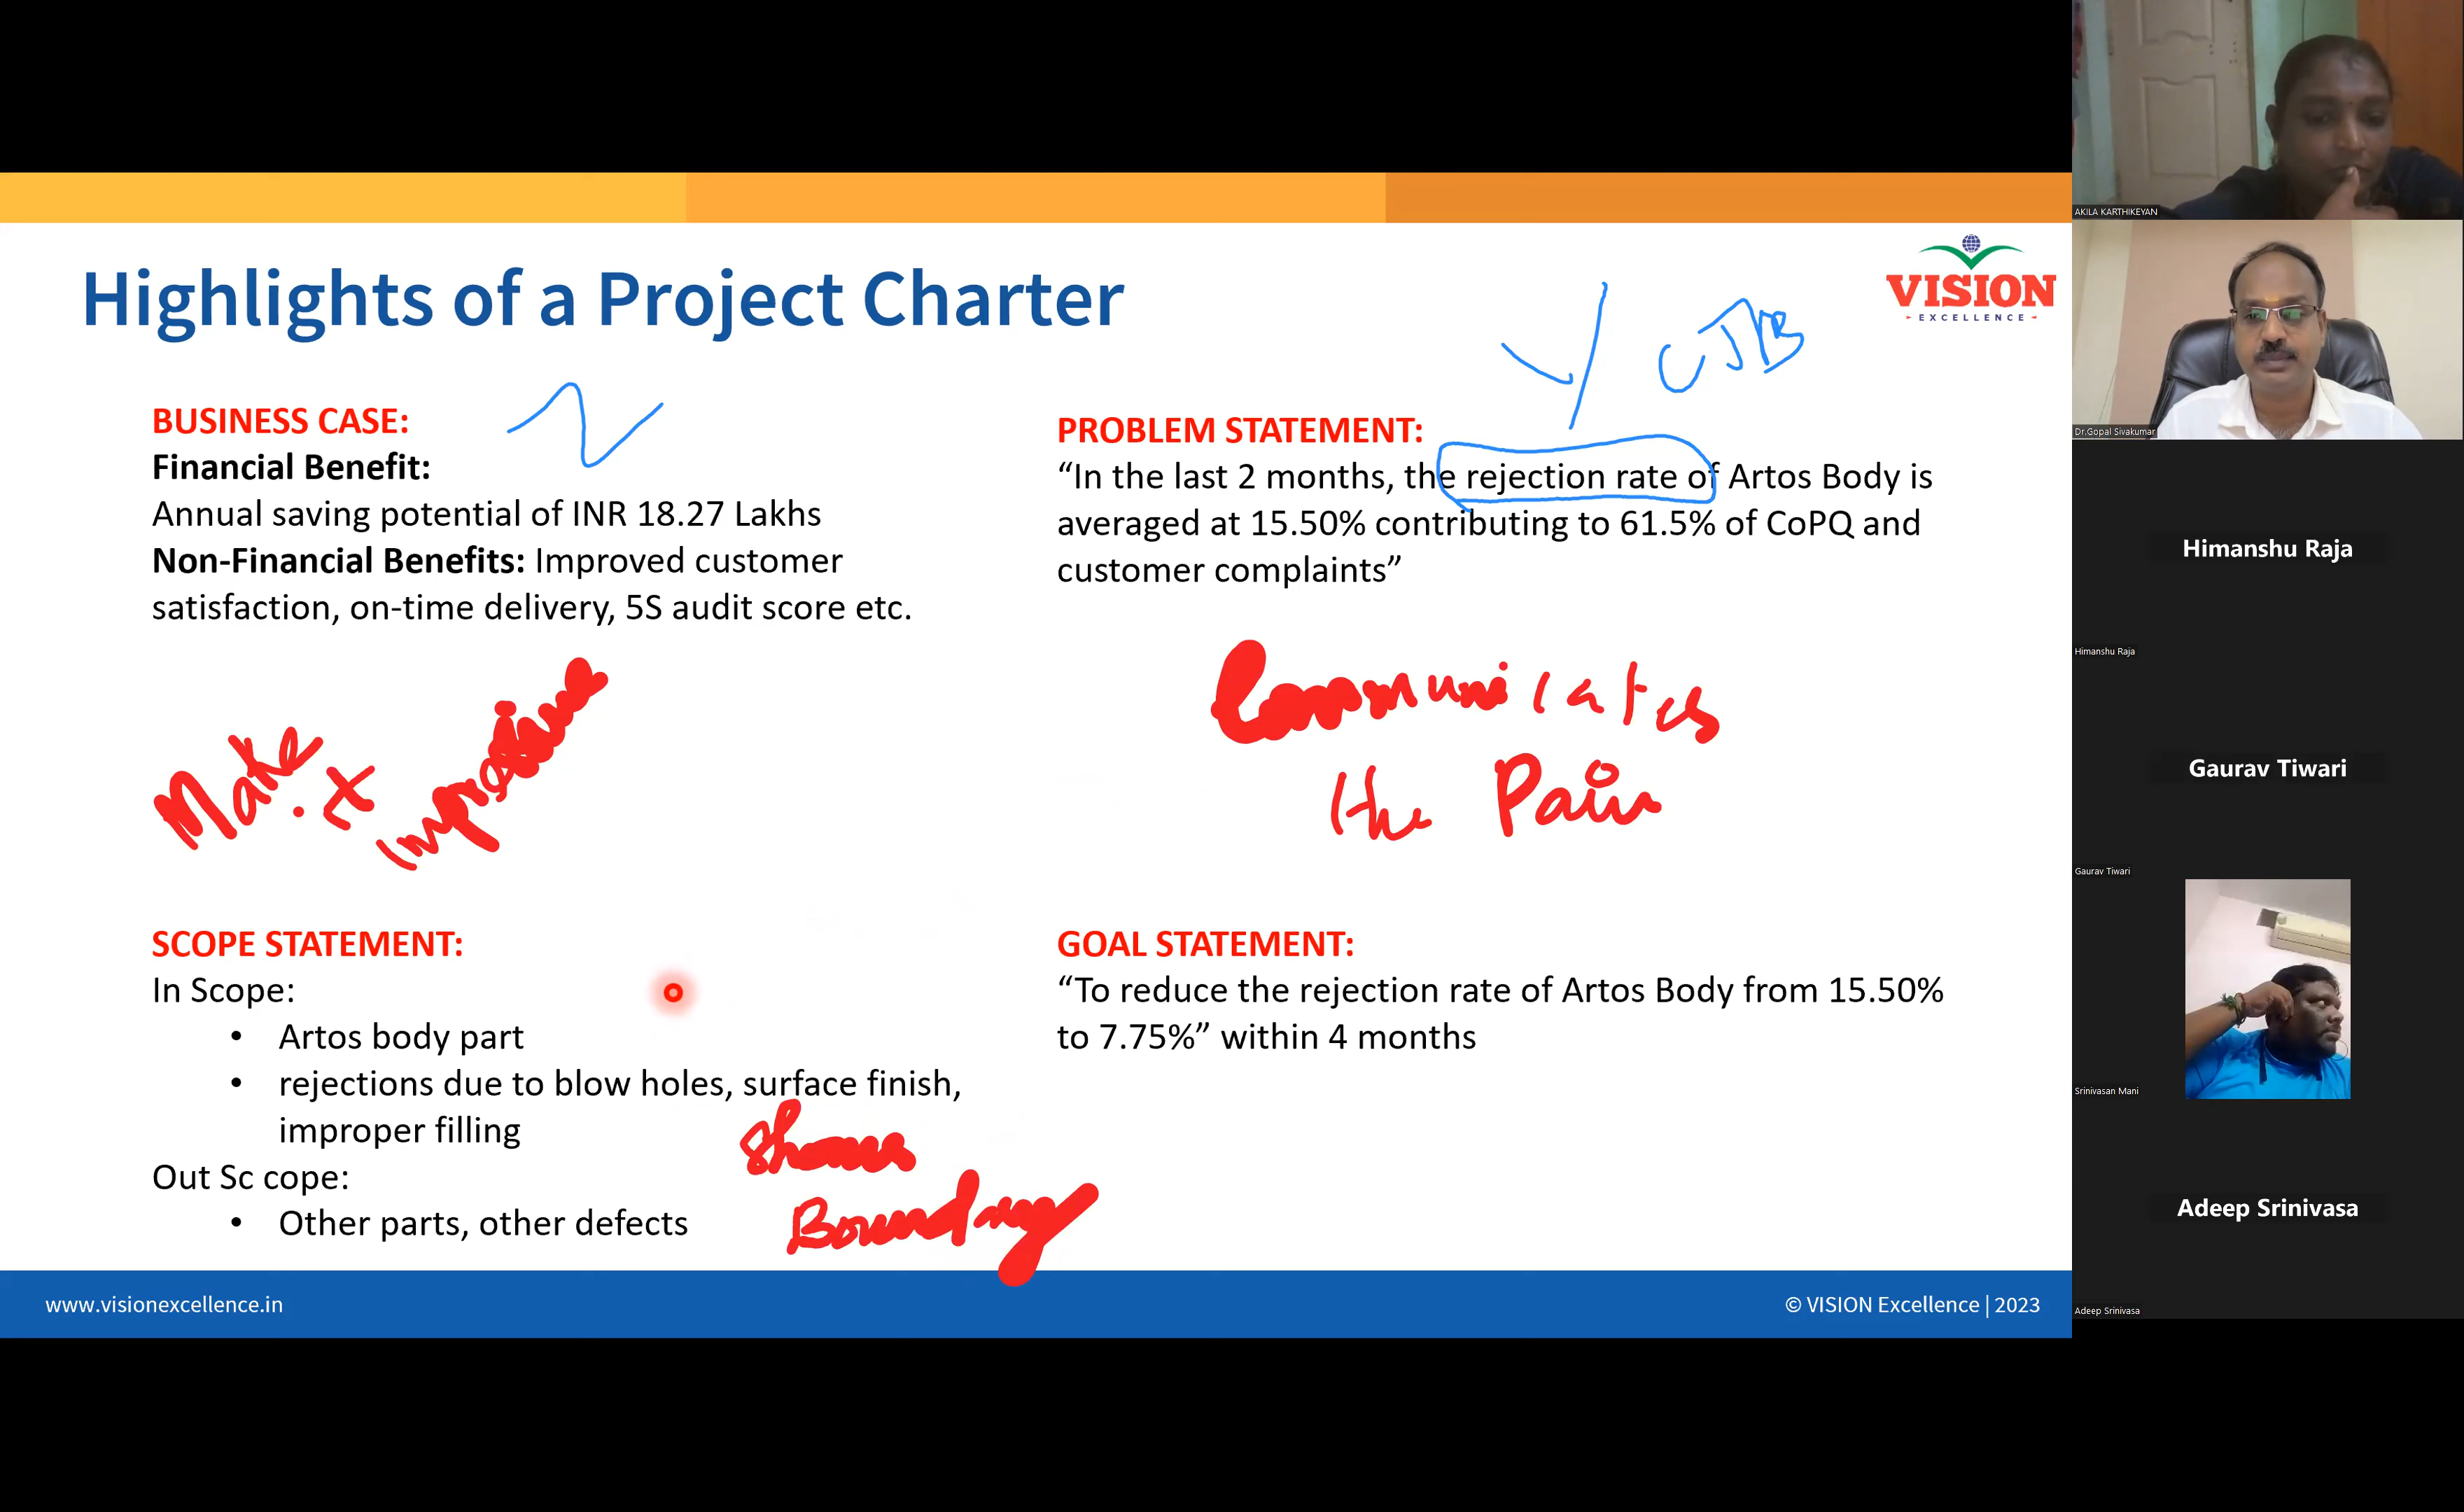 Highlights of a Project Charter
VISION
EXCELLENCE
Y CTB
BUSINESS CASE:
Financial Benefit:
Annual saving potential of INR 18.27 Lakhs
Non-Financial Benefits: Improved customer
satisfaction, on-time delivery, 5S audit score etc.
Make it
PROBLEM STATEMENT:
“In the last 2 months, the rejection rate of Artos Body is
averaged at 15.50% contributing to 61.5% of CoPQ and
customer complaints”
Communicates
the Pain
SCOPE STATEMENT:
In Scope:
• Artos body part
• rejections due to blow holes, surface finish,
improper filling
Out Sc cope:
• Other parts, other defects
Boundary
GOAL STATEMENT:
“To reduce the rejection rate of Artos Body from 15.50%
to 7.75%” within 4 months
www.visionexcellence.in
© VISION Excellence | 2023
AKILA KARTHIKEYAN
Dr.Gopal Sivakumar
Himanshu Raja
Himanshu Raja
Gaurav Tiwari
Gaurav Tiwari
Srinivasan Mani
Adeep Srinivasa
Adeep Srinivasa